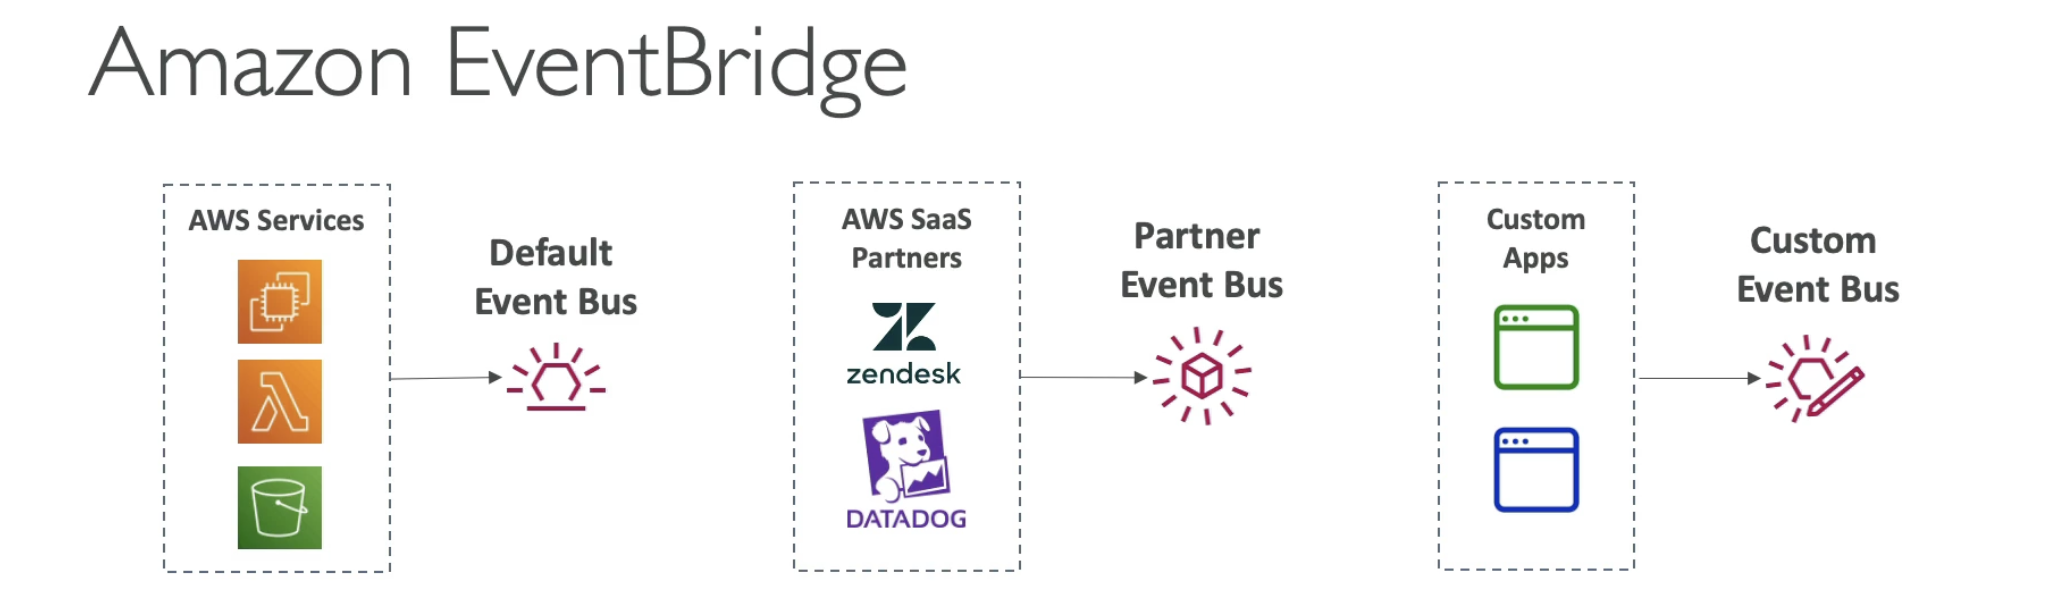 Amazon EventBridge
AWS Services
Default
Event Bus
AWS SaaS
Partners
zendesk
DATADOG
Partner
Event Bus
Custom
Apps
Custom
Event Bus